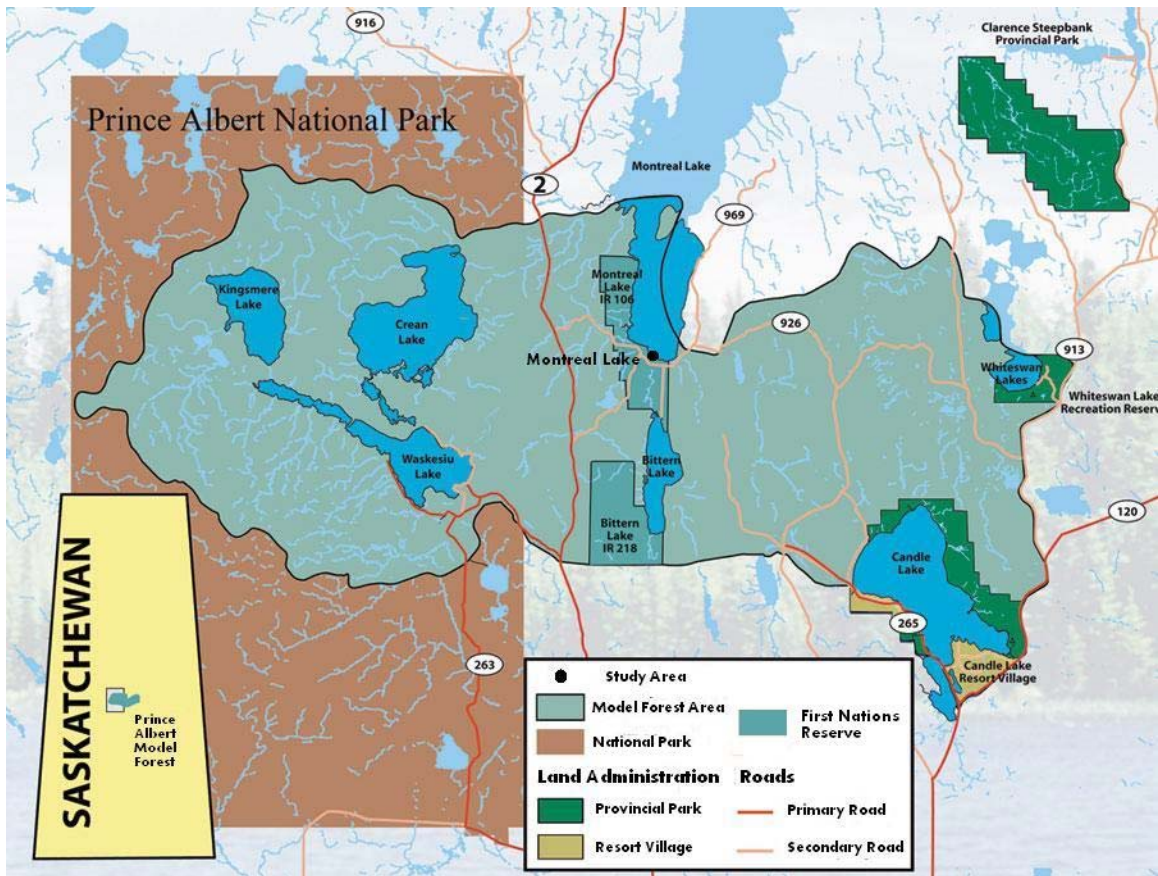 916
Clarence Steepbank
Provincial Park
Prince Albert National Park
Montreal Lake
2
969
Kingsmere
Lake
Montreal
Lake
IR 106
Crean
Lake
926
Montreal Lake
913
Whiteswan
Lakes
Whiteswan Lake
Recreation Reserv
Waskesiu
Lake
Bittern
Lake
120
Bittern
Lake
IR 218
Candle
Lake
265
263
Candle Lake
Resort Village
SASKATCHEWAN
Prince
Albert
Model
Forest
Study Area
Model Forest Area
First Nations
Reserve
National Park
Land Administration
Roads
Provincial Park
Primary Road
Resort Village
Secondary Road